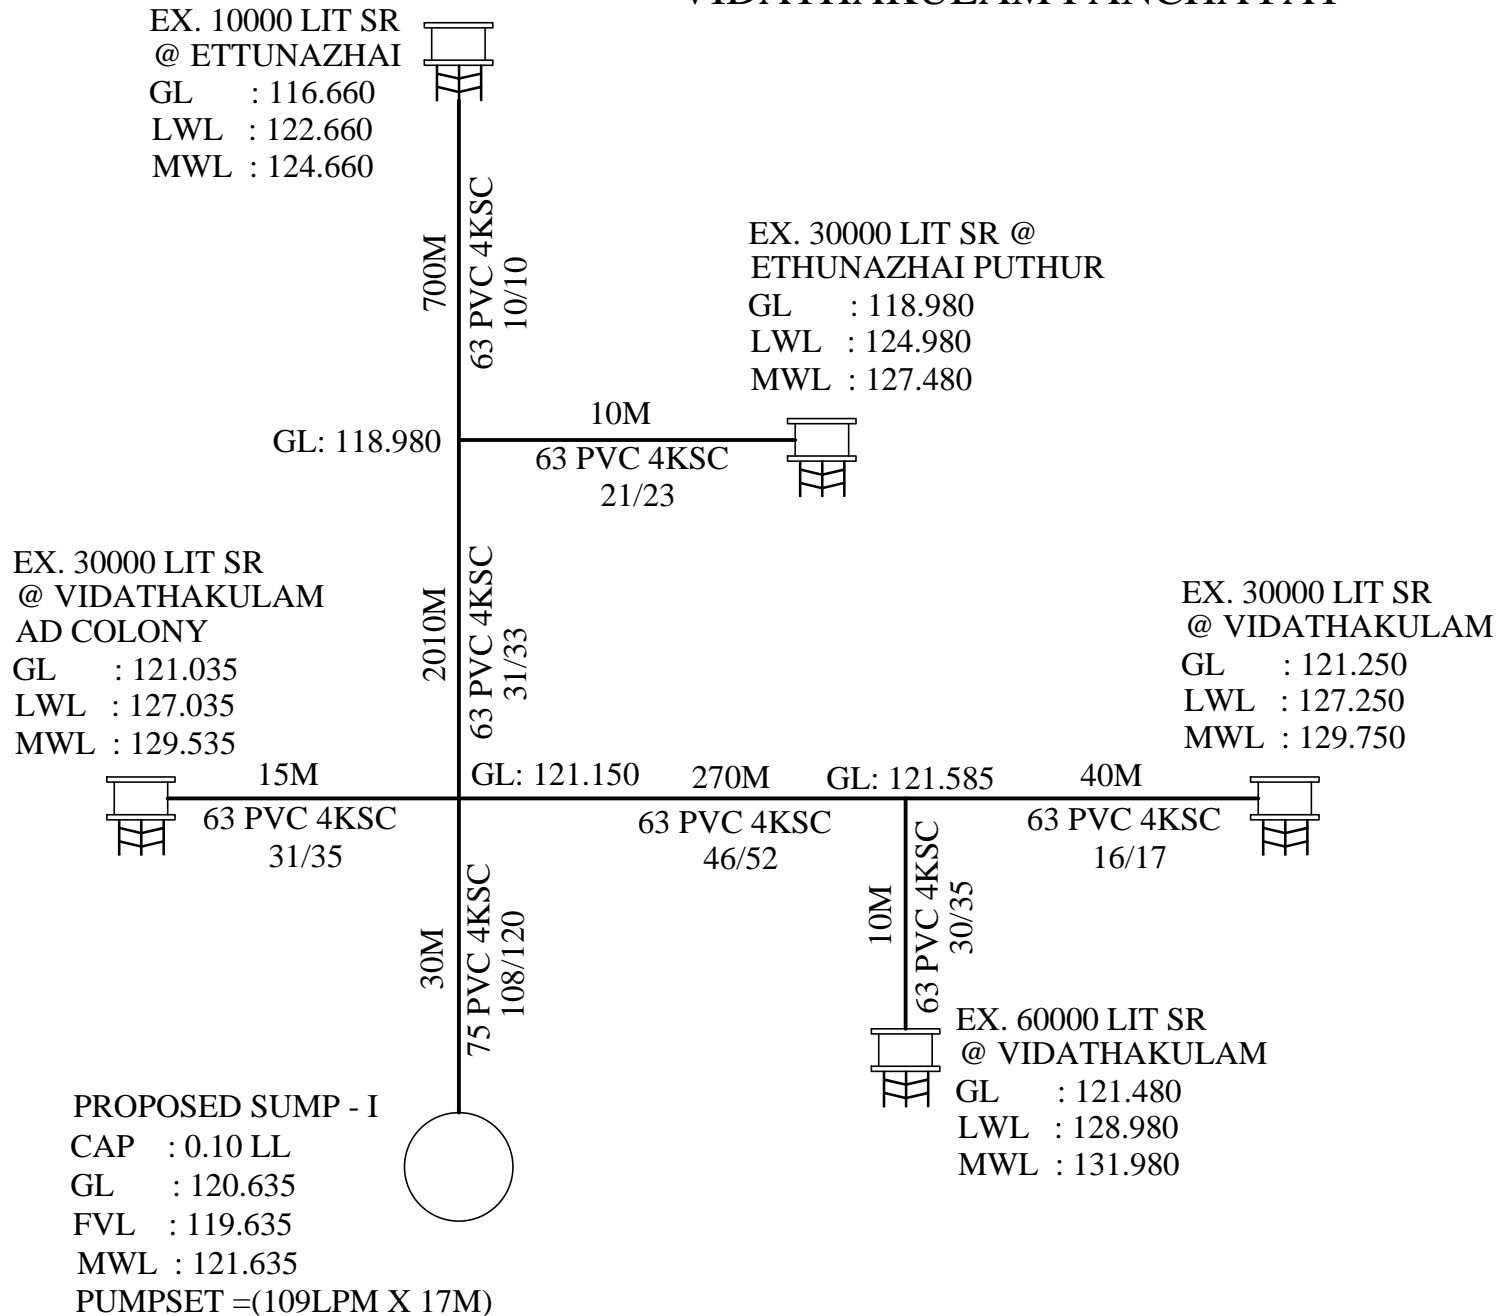 VIDATHAKULAM PANCHAYAT
EX. 10000 LIT SR
@ ETTUNAZHAI
GL : 116.660
LWL : 122.660
MWL : 124.660
700M
63 PVC 4KSC
10/10
EX. 30000 LIT SR @
ETHUNAZHAI PUTHUR
GL : 118.980
LWL : 124.980
MWL : 127.480
GL: 118.980
10M
63 PVC 4KSC
21/23
EX. 30000 LIT SR
@ VIDATHAKULAM
AD COLONY
GL : 121.035
LWL : 127.035
MWL : 129.535
2010M
63 PVC 4KSC
31/33
EX. 30000 LIT SR
@ VIDATHAKULAM
GL : 121.250
LWL : 127.250
MWL : 129.750
15M
63 PVC 4KSC
31/35
GL: 121.150
270M
63 PVC 4KSC
46/52
GL: 121.585
40M
63 PVC 4KSC
16/17
30M
75 PVC 4KSC
108/120
10M
63 PVC 4KSC
30/35
EX. 60000 LIT SR
@ VIDATHAKULAM
GL : 121.480
LWL : 128.980
MWL : 131.980
PROPOSED SUMP - I
CAP : 0.10 LL
GL : 120.635
FVL : 119.635
MWL : 121.635
PUMPSET =(109LPM X 17M)